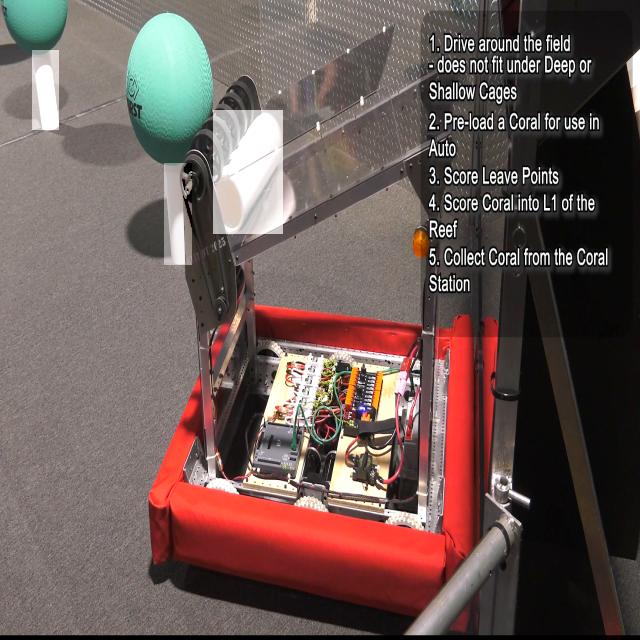 1. Drive around the field
- does not fit under Deep or
Shallow Cages
2. Pre-load a Coral for use in
Auto
3. Score Leave Points
4. Score Coral into L1 of the
Reef
5. Collect Coral from the Coral
Station